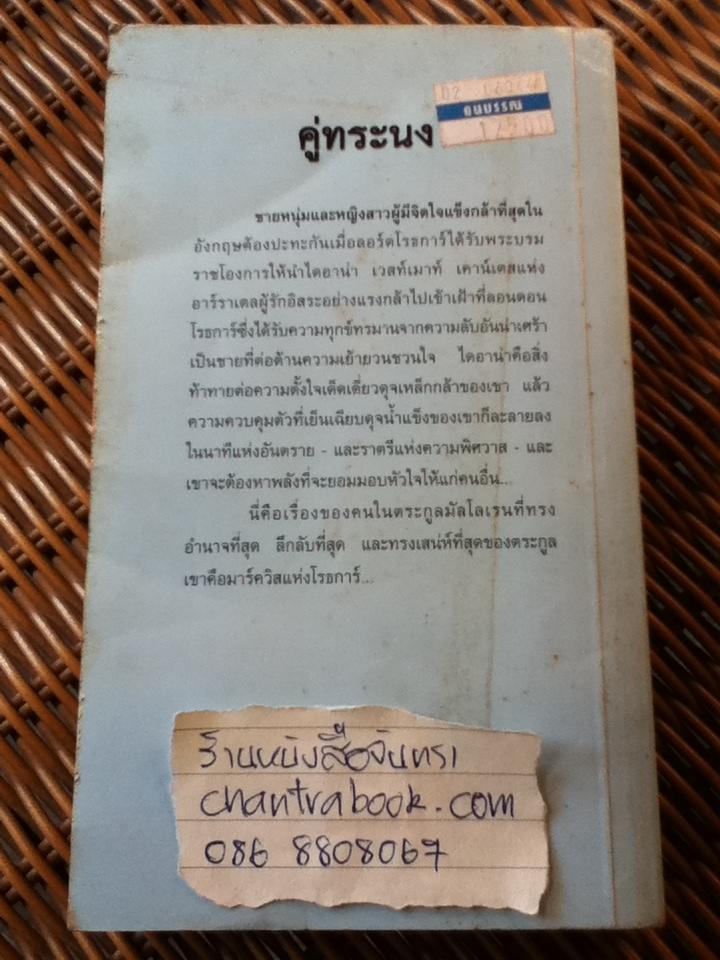 คู่ทระนง
คุนบรรณ
ชายหนุ่มและหญิงสาวผู้มีจิตใจแข็งกล้าที่สุดใน
อังกฤษต้องปะทะกันเมื่อลอร์ดโรธการ์ได้รับพระบรม
ราชโองการให้นำไดอาน่า เวสท์เมาท์ เคาน์เตสแห่ง
อาร์ราเดลผู้รักอิสระอย่างแรงกล้าไปเข้าเฝ้าที่ลอนดอน
โรธการ์ซึ่งได้รับความทุกข์ทรมานจากความลับอันน่าเศร้า
เป็นชายที่ต่อต้านความเย้ายวนชวนใจ ไดอาน่าคือสิ่ง
ท้าทายต่อความตั้งใจเด็ดเดี่ยวดุจเหล็กกล้าของเขา แล้ว
ความควบคุมตัวที่เย็นเฉียบดุจน้ำแข็งของเขาก็ละลายลง
ในนาทีแห่งอันตราย - และราตรีแห่งความพิศวาส - และ
เขาจะต้องหาพลังที่จะยอมมอบหัวใจให้แก่คนอื่น...
นี่คือเรื่องของคนในตระกูลมัลโลเรนที่ทรง
อำนาจที่สุด ลึกลับที่สุด และทรงเสน่ห์ที่สุดของตระกูล
เขาคือมาร์ควิสแห่งโรธการ์...
ร้านหนังสือจันทรา
chantrabook.com
086 8808067